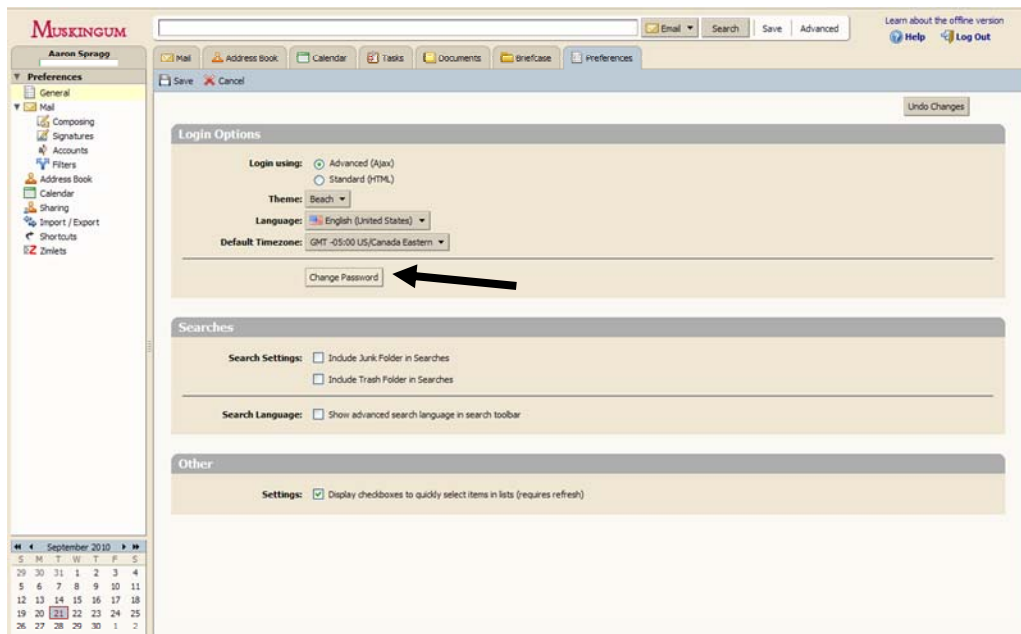 MUSKINGUM
Email Search Save Advanced
Learn about the offline version
Help Log Out
Aaron Spragg
Mail Address Book Calendar Tasks Documents Briefcase Preferences
Save Cancel
Preferences
General
Mail
Composing
Signatures
Accounts
Filters
Address Book
Calendar
Sharing
Import / Export
Shortcuts
Zimlets
Undo Changes
Login Options
Login using: Advanced (Ajax)
Standard (HTML)
Theme: Beach
Language: English (United States)
Default Timezone: GMT -05:00 US/Canada Eastern
Change Password
Searches
Search Settings: Include Junk Folder in Searches
Include Trash Folder in Searches
Search Language: Show advanced search language in search toolbar
Other
Settings: Display checkboxes to quickly select items in lists (requires refresh)
September 2010
S M T W T F S
29 30 31 1 2 3 4
5 6 7 8 9 10 11
12 13 14 15 16 17 18
19 20 21 22 23 24 25
26 27 28 29 30 1 2